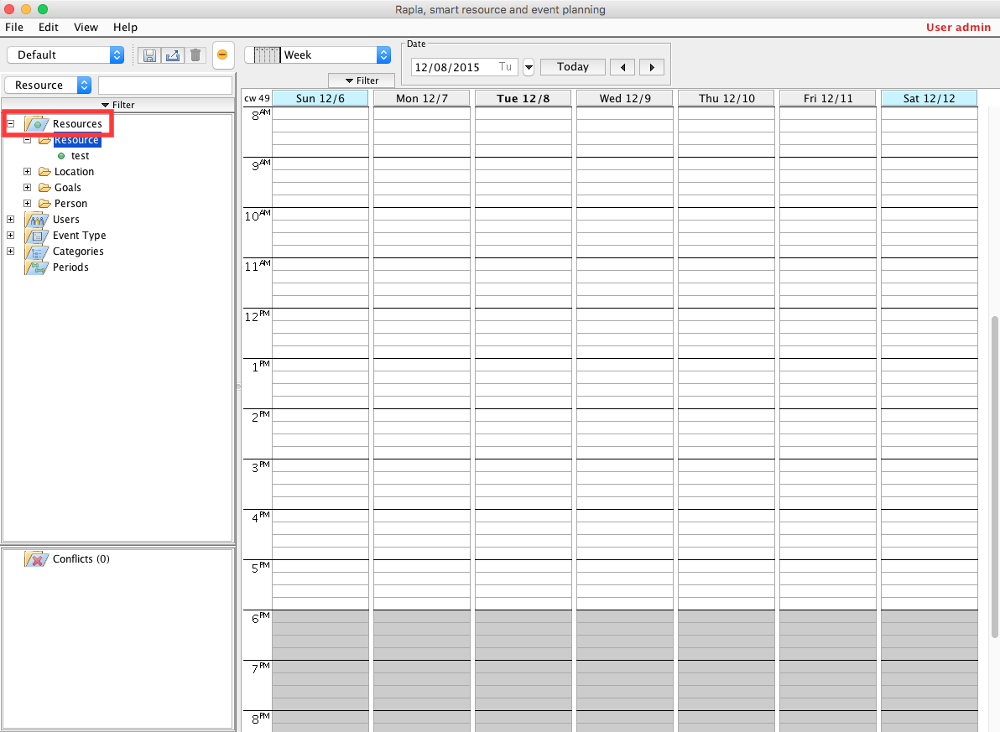 Rapla, smart resource and event planning
File Edit View Help User admin
Default
Week
Date
12/08/2015 Tu
Today
Filter
Resource
Filter
Resources
Resource
test
Location
Goals
Person
Users
Event Type
Categories
Periods
Conflicts (0)
cw 49 Sun 12/6 Mon 12/7 Tue 12/8 Wed 12/9 Thu 12/10 Fri 12/11 Sat 12/12
8AM
9AM
10AM
11AM
12PM
1PM
2PM
3PM
4PM
5PM
6PM
7PM
8PM